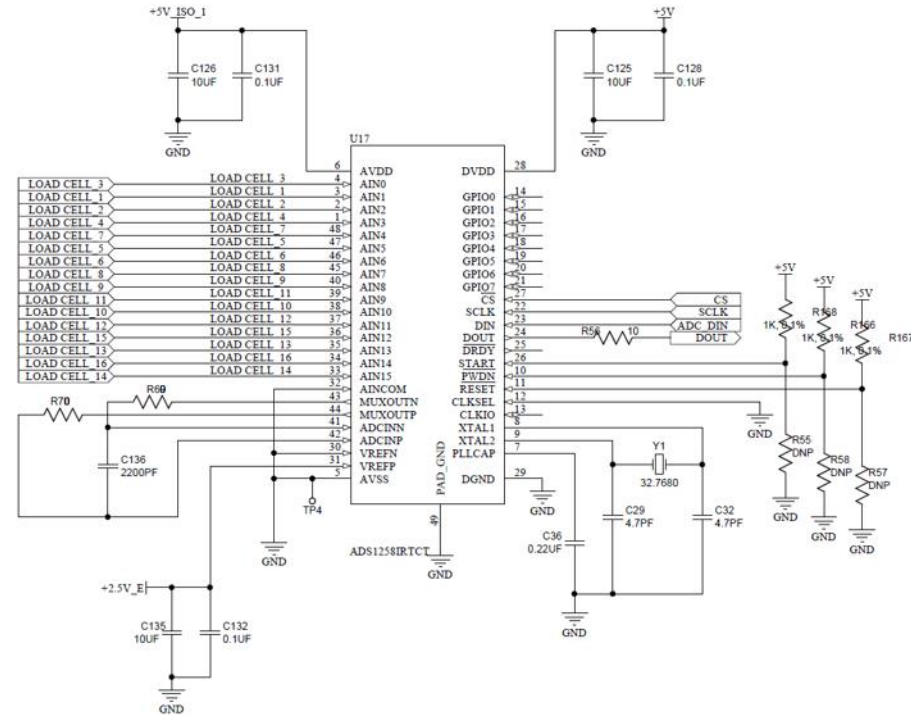 +5V_ISO_1
+5V
C126
10UF
C131
0.1UF
C125
10UF
C128
0.1UF
GND
GND
U17
6 AVDD
DVDD 28
LOAD CELL_3 LOAD CELL_3 4 AIN0
LOAD CELL_1 LOAD CELL_1 3 AIN1
LOAD CELL_2 LOAD CELL_2 2 AIN2
LOAD CELL_4 LOAD CELL_4 1 AIN3
LOAD CELL_7 LOAD CELL_7 48 AIN4
LOAD CELL_5 LOAD CELL_5 47 AIN5
LOAD CELL_6 LOAD CELL_6 46 AIN6
LOAD CELL_8 LOAD CELL_8 45 AIN7
LOAD CELL_9 LOAD CELL_9 40 AIN8
LOAD CELL_11 LOAD CELL_11 39 AIN9
LOAD CELL_10 LOAD CELL_10 38 AIN10
LOAD CELL_12 LOAD CELL_12 37 AIN11
LOAD CELL_15 LOAD CELL_15 36 AIN12
LOAD CELL_13 LOAD CELL_13 35 AIN13
LOAD CELL_16 LOAD CELL_16 34 AIN14
LOAD CELL_14 LOAD CELL_14 33 AIN15
32 AINCOM
43 MUXOUTN
44 MUXOUTP
41 ADCINN
42 ADCINP
30 VREFN
31 VREFP
5 AVSS
GPIO0 14
GPIO1 15
GPIO2 16
GPIO3 17
GPIO4 18
GPIO5 19
GPIO6 20
GPIO7 21
CS 27 CS
SCLK 22 SCLK
DIN 23 ADC_DIN
DOUT 24 10 DOUT
DRDY 25
START 26
PWDN 10
RESET 11
CLKSEL 12
CLKIO 13
XTAL1 8
XTAL2 9
PLLCAP 7
DGND 29
PAD_GND
49
ADS1258IRTCT
GND
+5V
+5V
+5V
1K, 0.1%
1K, 0.1%
1K, 0.1%
R167
GND
R55
DNP
R58
DNP
R57
DNP
GND
GND
GND
C136
2200PF
TP4
GND
Y1
32.7680
GND
C29
4.7PF
C32
4.7PF
C36
0.22UF
GND
+2.5V_E
C135
10UF
C132
0.1UF
GND